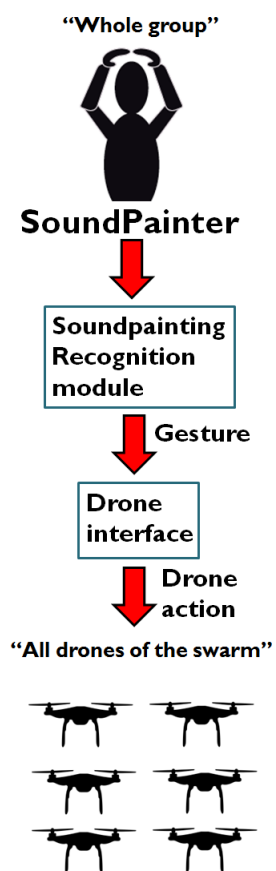 “Whole group”
SoundPainter
Soundpainting
Recognition
module
Gesture
Drone
interface
Drone
action
“All drones of the swarm”